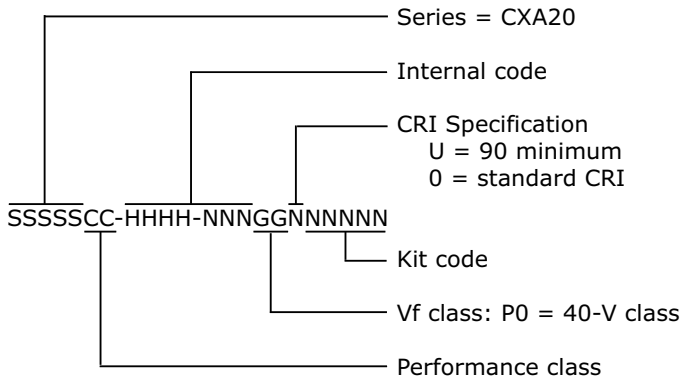 Series = CXA20
Internal code
CRI Specification
U = 90 minimum
0 = standard CRI
SSSSSCC-HHHH-NNNGGNNNNNN
Kit code
Vf class: P0 = 40-V class
Performance class